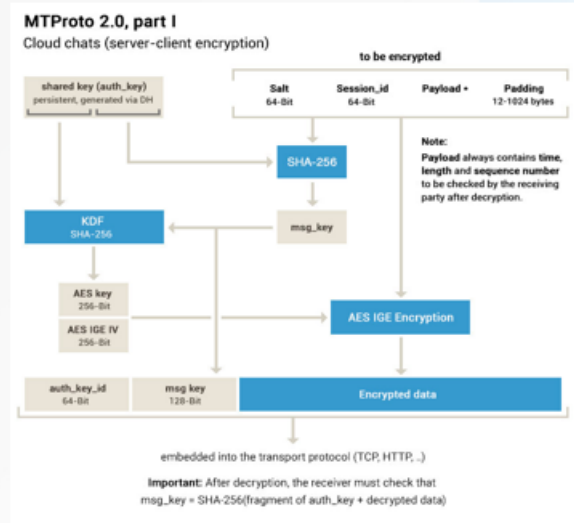 MTProto 2.0, part I
Cloud chats (server-client encryption)
to be encrypted
shared key (auth_key)
persistent, generated via DH
Salt
64-Bit
Session_id
64-Bit
Payload •
Padding
12-1024 bytes
Note:
Payload always contains time,
length and sequence number
to be checked by the receiving
party after decryption.
SHA-256
KDF
SHA-256
msg_key
AES key
256-Bit
AES IGE IV
256-Bit
AES IGE Encryption
auth_key_id
64-Bit
msg key
128-Bit
Encrypted data
embedded into the transport protocol (TCP, HTTP, ..)
Important: After decryption, the receiver must check that
msg_key = SHA-256(fragment of auth_key + decrypted data)